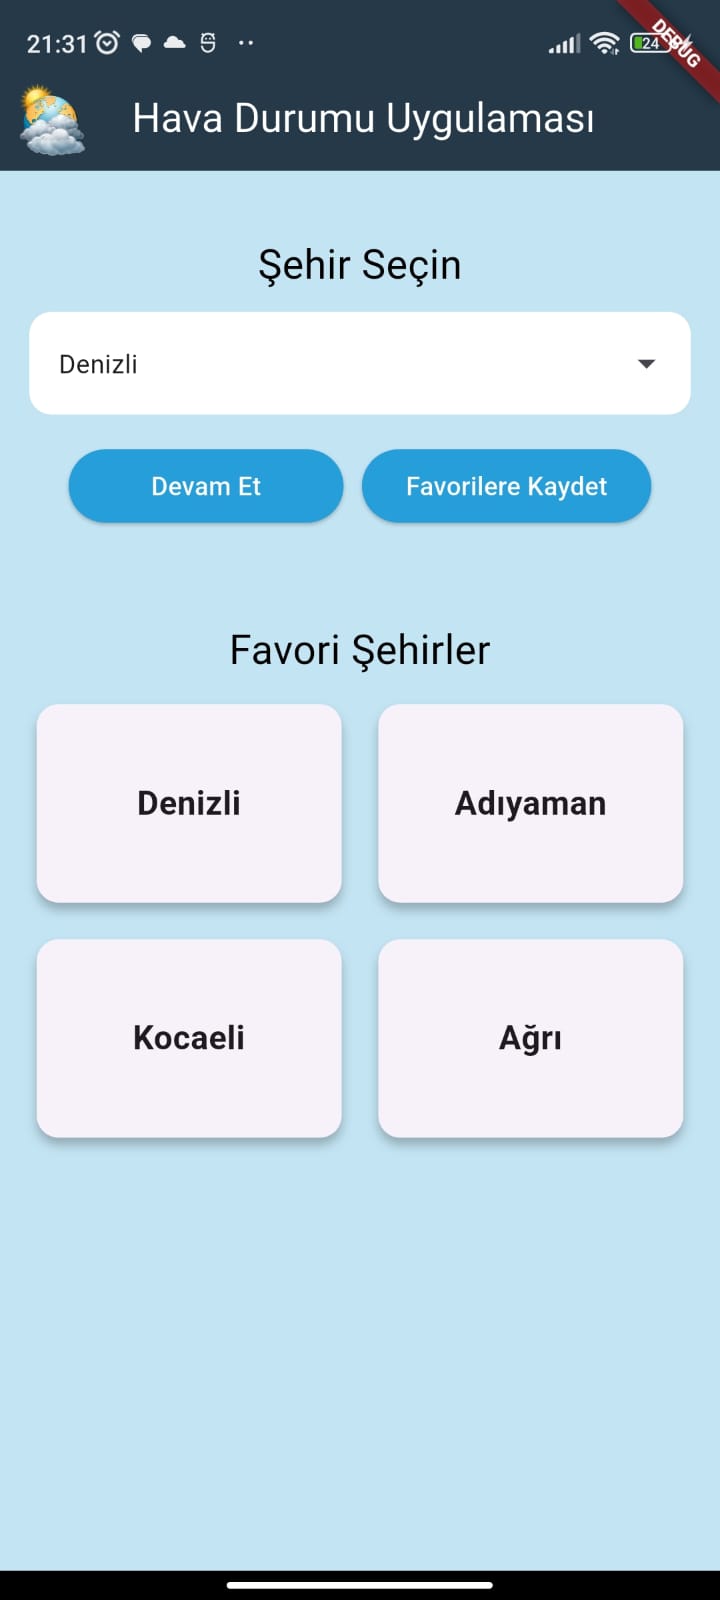 21:31
24
DEBUG
Hava Durumu Uygulaması
Şehir Seçin
Denizli
Devam Et
Favorilere Kaydet
Favori Şehirler
Denizli
Adıyaman
Kocaeli
Ağrı